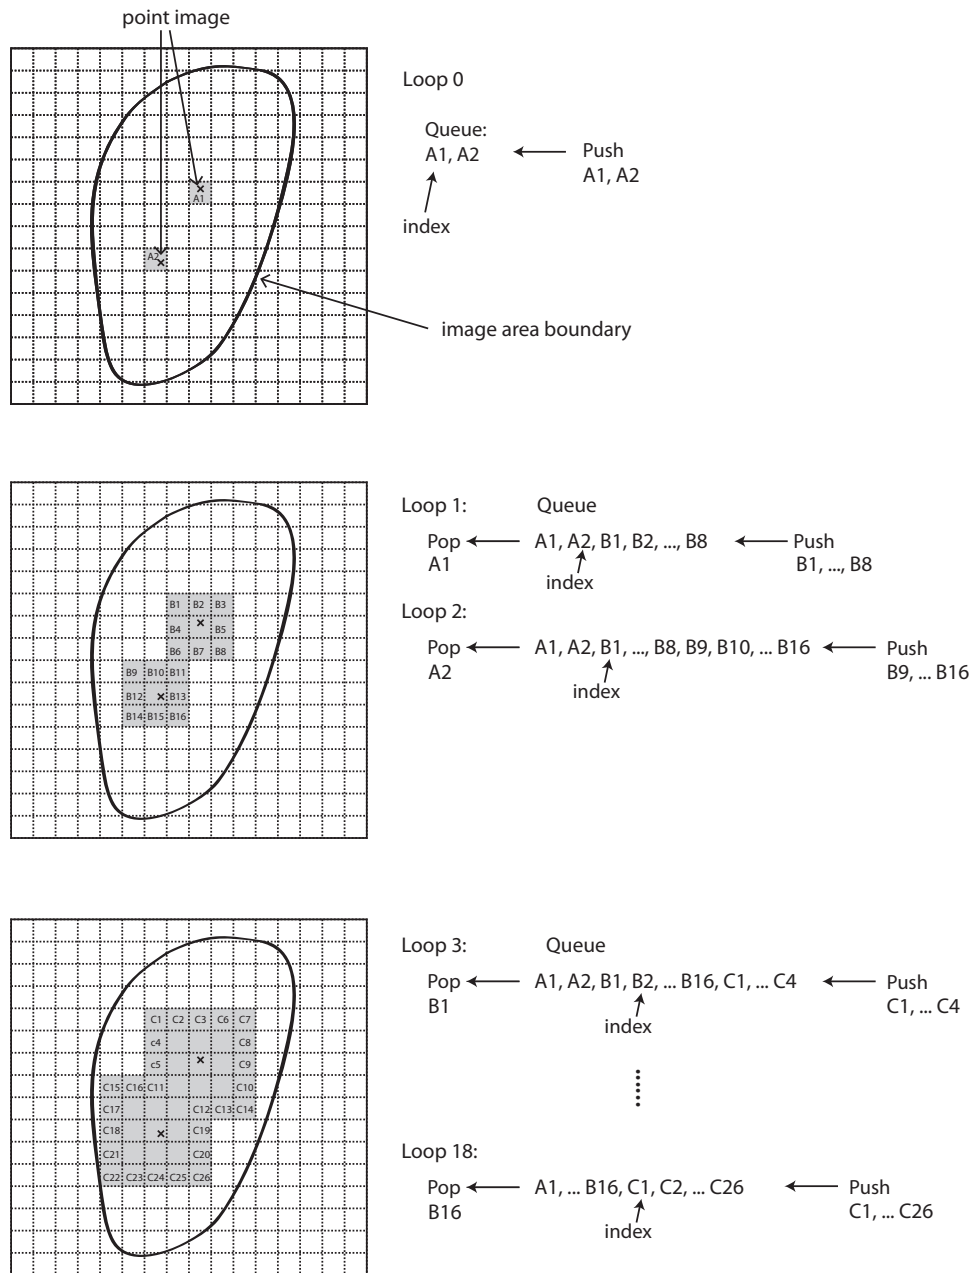 point image
A1
A2
Loop 0
Queue:
A1, A2
Push
A1, A2
index
image area boundary
B1 B2 B3
B4 B5
B6 B7 B8
B9 B10 B11
B12 B13
B14 B15 B16
Loop 1: Queue
Pop A1, A2, B1, B2, ..., B8 Push
A1 B1, ..., B8
index
Loop 2:
Pop A1, A2, B1, ..., B8, B9, B10, ... B16 Push
A2 B9, ... B16
index
C1 C2 C3 C6 C7
c4 C8
c5 C9
C15 C16 C11 C10
C17 C12 C13 C14
C18 C19
C21 C20
C22 C23 C24 C25 C26
Loop 3: Queue
Pop A1, A2, B1, B2, ... B16, C1, ... C4 Push
B1 C1, ... C4
index
Loop 18:
Pop A1, ... B16, C1, C2, ... C26 Push
B16 C1, ... C26
index